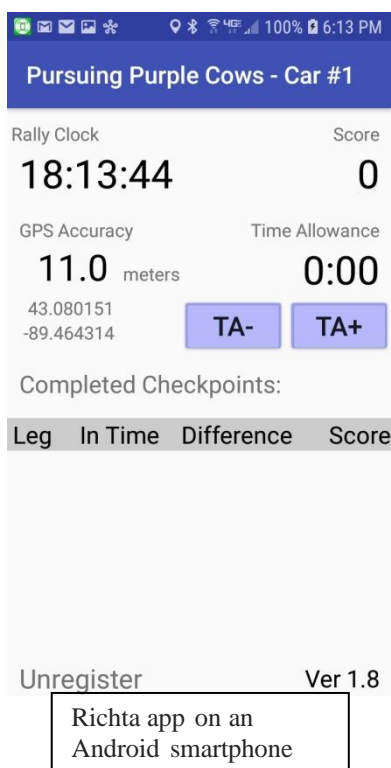 4GE 100% 6:13 PM
Pursuing Purple Cows - Car #1
Rally Clock Score
18:13:44 0
GPS Accuracy Time Allowance
11.0 meters 0:00
43.080151
-89.464314
TA- TA+
Completed Checkpoints:
Leg In Time Difference Score
Unregister Ver 1.8
Richta app on an
Android smartphone